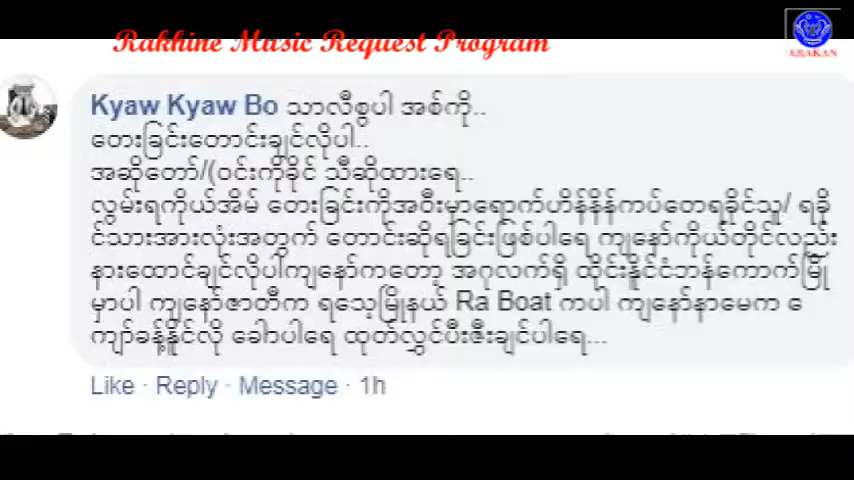 Rakhine Music Request Program
ARAKAN
Kyaw Kyaw Bo သာလီစွပါ အစ်ကို..
တေးခြင်းတောင်းချင်လိုပါ..
အဆိုတော်/(ဝင်းကိုခိုင် သီဆိုထားရေ..
လွမ်းရကိုယ်အိမ် တေးခြင်းကိုအဝီးမှာရောက်ဟိန်နိန်ကပ်တေရခိုင်သူ/ ရခို
င်သားအားလုံးအတွက် တောင်းဆိုရခြင်းဖြစ်ပါရေ ကျနော်ကိုယ်တိုင်လည်း
နားထောင်ချင်လိုပါကျနော်ကတော့ အဂုလက်ရှိ ထိုင်းနိူင်ငံဘန်ကောက်မြို
မှာပါ ကျနော်ဇာတီက ရသေ့မြိုနယ် Ra Boat ကပါ ကျနော်နာမေက ေ
ကျာ်ခန့်နိူင်လို ခေါ်ပါရေ ထုတ်လွှင်ပီးဇီးချင်ပါရေ...
Like · Reply · Message · 1h